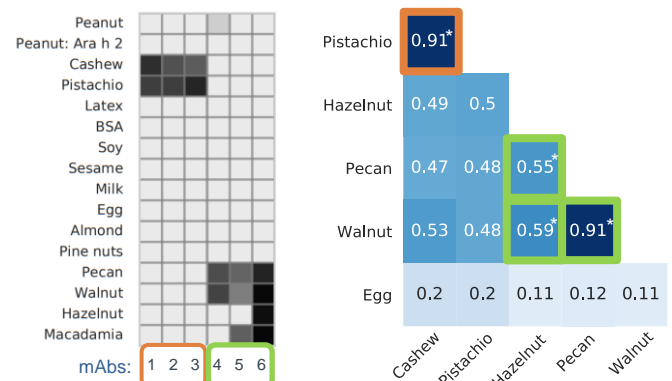 Peanut
Peanut: Ara h 2
Cashew
Pistachio
Latex
BSA
Soy
Sesame
Milk
Egg
Almond
Pine nuts
Pecan
Walnut
Hazelnut
Macadamia
mAbs: 1 2 3 4 5 6
Pistachio 0.91*
Hazelnut 0.49 0.5
Pecan 0.47 0.48 0.55*
Walnut 0.53 0.48 0.59* 0.91*
Egg 0.2 0.2 0.11 0.12 0.11
Cashew Pistachio Hazelnut Pecan Walnut